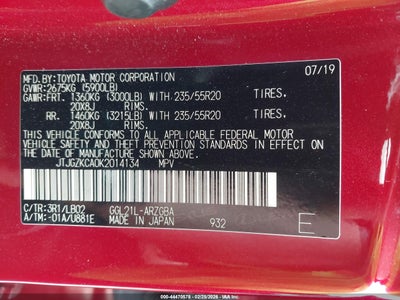 MFD.BY:TOYOTA MOTOR CORPORATION 07/19
GVWR:2675KG (5900LB)
GAWR:FRT. 1360KG (3000LB) WITH 235/55R20 TIRES.
20X8J RIMS.
RR. 1460KG (3215LB) WITH 235/55R20 TIRES.
20X8J RIMS.
THIS VEHICLE CONFORMS TO ALL APPLICABLE FEDERAL MOTOR
VEHICLE SAFETY AND THEFT PREVENTION STANDARDS IN EFFECT
ON THE DATE OF MANUFACTURE SHOWN ABOVE.
JTJGZKCA0K2014134 MPV
C/TR:3R1/LB02 GGL21L-ARZGBA
A/TM:-01A/U881E MADE IN JAPAN 932 E
000-44470578 - 02/25/2026 - IAAI.COM